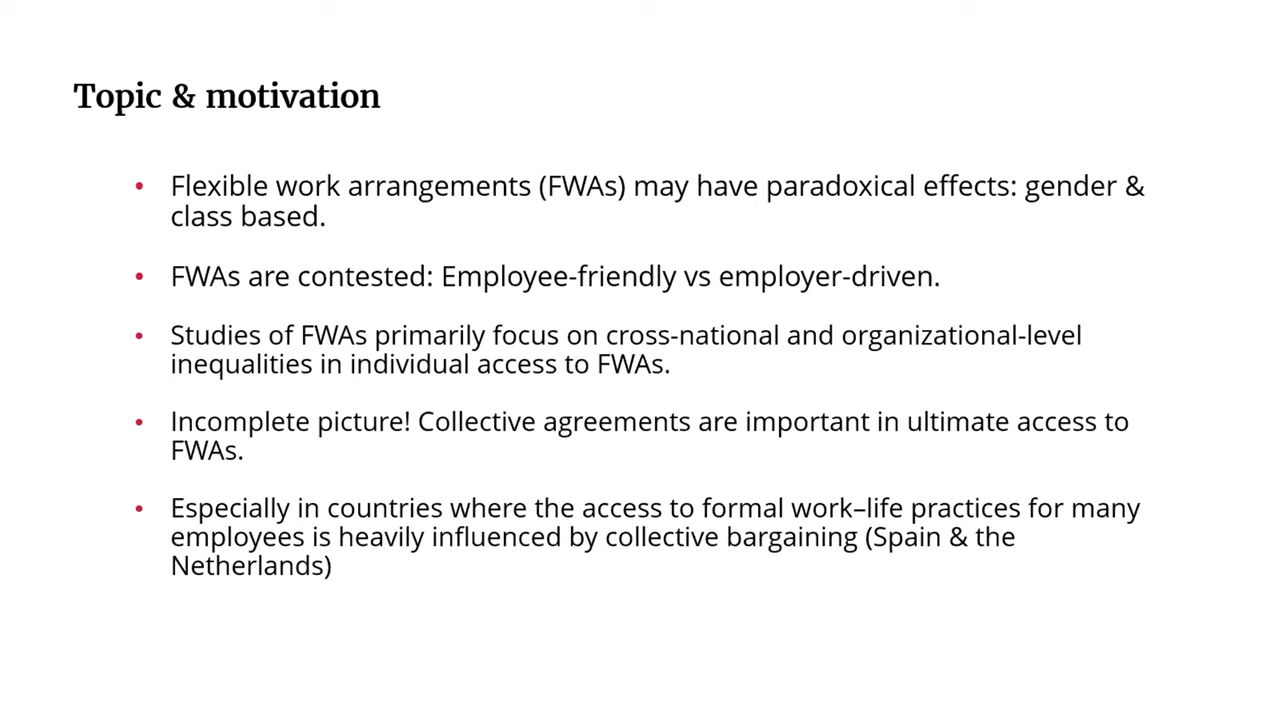 Topic & motivation
• Flexible work arrangements (FWAs) may have paradoxical effects: gender &
class based.
• FWAs are contested: Employee-friendly vs employer-driven.
• Studies of FWAs primarily focus on cross-national and organizational-level
inequalities in individual access to FWAs.
• Incomplete picture! Collective agreements are important in ultimate access to
FWAs.
• Especially in countries where the access to formal work–life practices for many
employees is heavily influenced by collective bargaining (Spain & the
Netherlands)